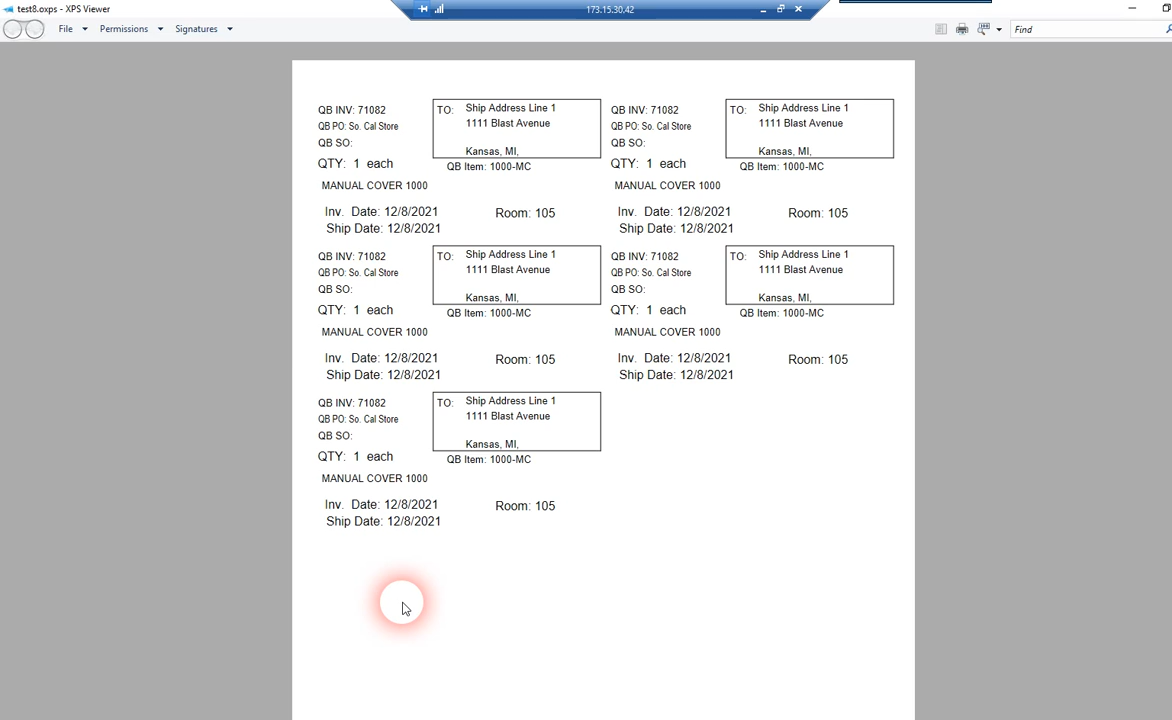 test8.oxps - XPS Viewer
173.15.30.42
File
Permissions
Signatures
Find
QB INV: 71082
QB PO: So. Cal Store
QB SO:
QTY: 1 each
TO: Ship Address Line 1
1111 Blast Avenue
Kansas, MI,
QB Item: 1000-MC
MANUAL COVER 1000
Inv. Date: 12/8/2021
Ship Date: 12/8/2021
Room: 105
QB INV: 71082
QB PO: So. Cal Store
QB SO:
QTY: 1 each
TO: Ship Address Line 1
1111 Blast Avenue
Kansas, MI,
QB Item: 1000-MC
MANUAL COVER 1000
Inv. Date: 12/8/2021
Ship Date: 12/8/2021
Room: 105
QB INV: 71082
QB PO: So. Cal Store
QB SO:
QTY: 1 each
TO: Ship Address Line 1
1111 Blast Avenue
Kansas, MI,
QB Item: 1000-MC
MANUAL COVER 1000
Inv. Date: 12/8/2021
Ship Date: 12/8/2021
Room: 105
QB INV: 71082
QB PO: So. Cal Store
QB SO:
QTY: 1 each
TO: Ship Address Line 1
1111 Blast Avenue
Kansas, MI,
QB Item: 1000-MC
MANUAL COVER 1000
Inv. Date: 12/8/2021
Ship Date: 12/8/2021
Room: 105
QB INV: 71082
QB PO: So. Cal Store
QB SO:
QTY: 1 each
TO: Ship Address Line 1
1111 Blast Avenue
Kansas, MI,
QB Item: 1000-MC
MANUAL COVER 1000
Inv. Date: 12/8/2021
Ship Date: 12/8/2021
Room: 105